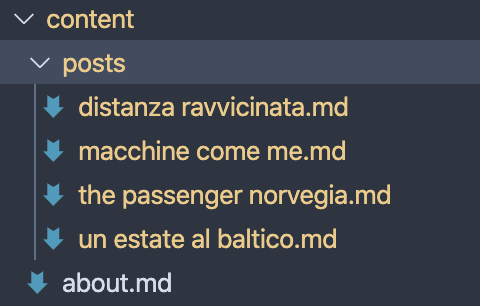 content
posts
distanza ravvicinata.md
macchine come me.md
the passenger norvegia.md
un estate al baltico.md
about.md